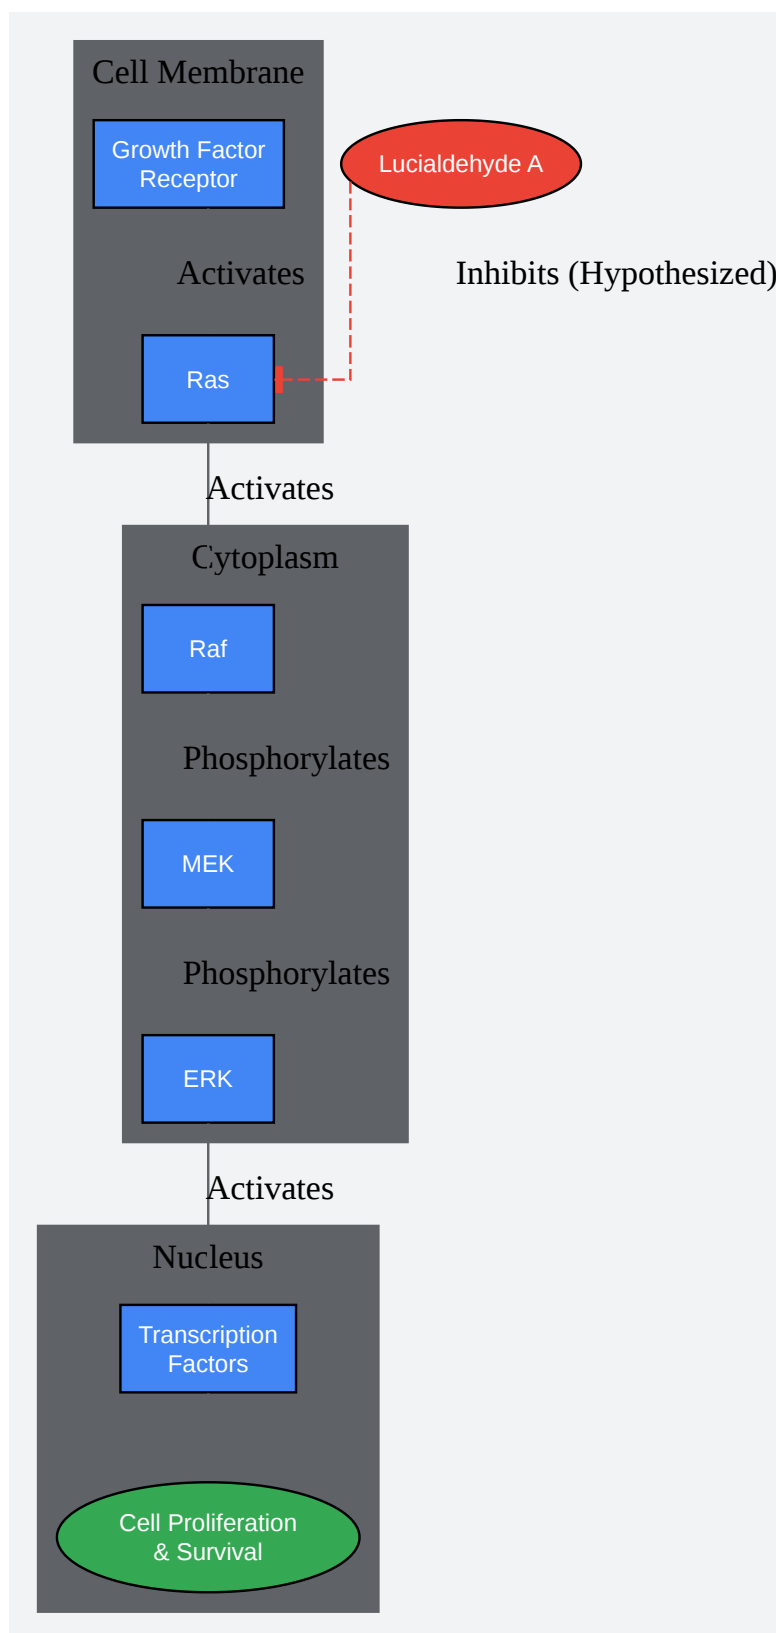 Cell Membrane
Growth Factor
Receptor
Lucialdehyde A
Activates
Inhibits (Hypothesized)
Ras
Activates
Cytoplasm
Raf
Phosphorylates
MEK
Phosphorylates
ERK
Activates
Nucleus
Transcription
Factors
Cell Proliferation
& Survival